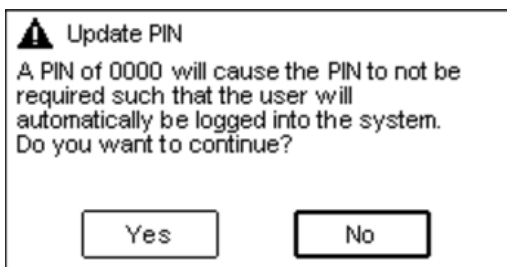 Update PIN
A PIN of 0000 will cause the PIN to not be
required such that the user will
automatically be logged into the system.
Do you want to continue?
Yes No